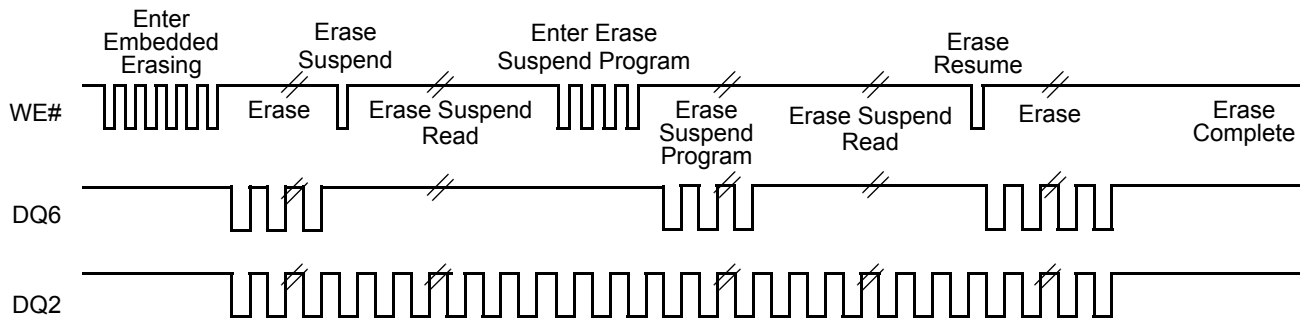 Enter
Embedded
Erasing
Erase
Suspend
Enter Erase
Suspend Program
Erase
Resume
WE#
Erase
Erase Suspend
Read
Erase
Suspend
Program
Erase Suspend
Read
Erase
Erase
Complete
DQ6
DQ2